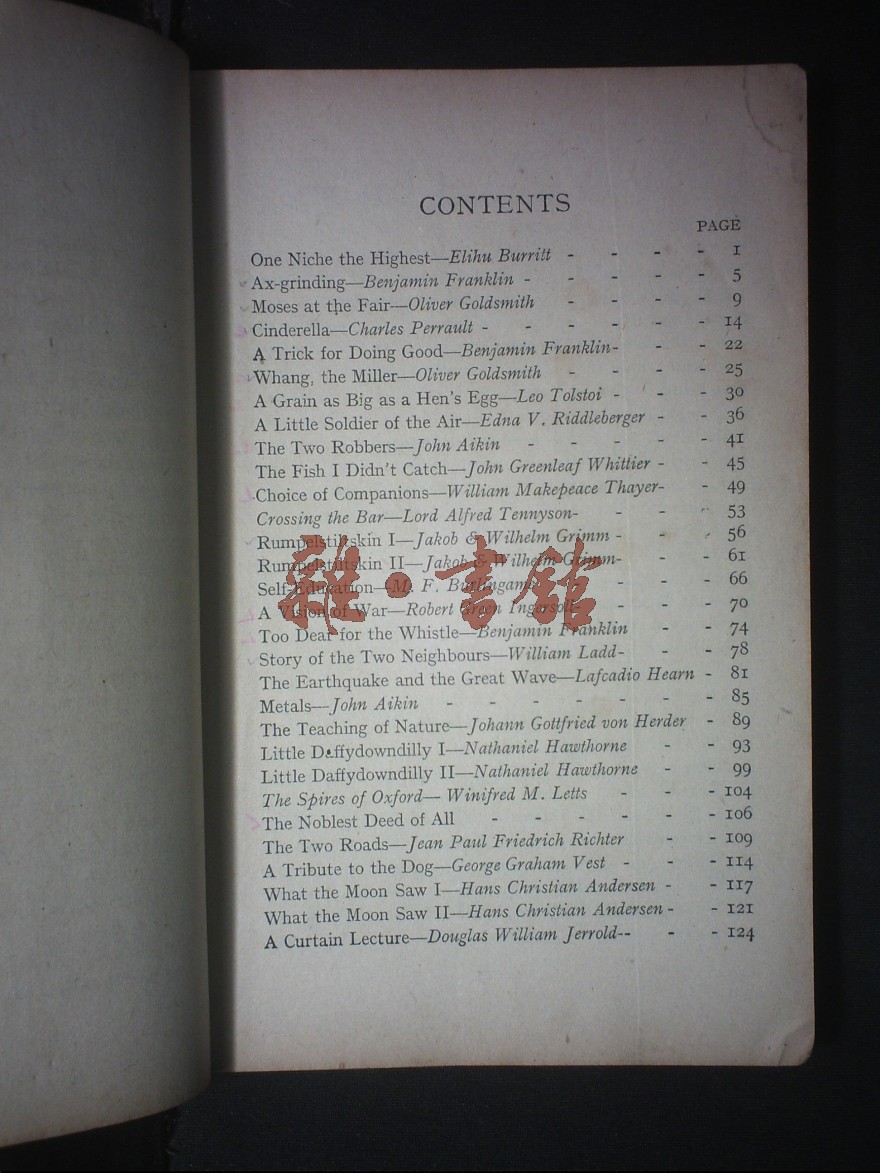 CONTENTS
PAGE
One Niche the Highest—Elihu Burritt - - - - 1
Ax-grinding—Benjamin Franklin - - - - - 5
Moses at the Fair—Oliver Goldsmith - - - - 9
Cinderella—Charles Perrault - - - - - - 14
A Trick for Doing Good—Benjamin Franklin- - - 22
Whang, the Miller—Oliver Goldsmith - - - - 25
A Grain as Big as a Hen's Egg—Leo Tolstoi - - - 30
A Little Soldier of the Air—Edna V. Riddleberger - - 36
The Two Robbers—John Aikin - - - - - 41
The Fish I Didn't Catch—John Greenleaf Whittier - - 45
Choice of Companions—William Makepeace Thayer- - 49
Crossing the Bar—Lord Alfred Tennyson- - - - 53
Rumpelstiltskin I—Jakob & Wilhelm Grimm - - - 56
Rumpelstiltskin II—Jakob & Wilhelm Grimm- - - 61
Self-Education—M. F. Burlingame - - - - 66
A Vision of War—Robert Green Ingersoll- - - - 70
Too Dear for the Whistle—Benjamin Franklin - - 74
Story of the Two Neighbours—William Ladd- - - 78
The Earthquake and the Great Wave—Lafcadio Hearn - 81
Metals—John Aikin - - - - - - - 85
The Teaching of Nature—Johann Gottfried von Herder - 89
Little Daffydowndilly I—Nathaniel Hawthorne - - 93
Little Daffydowndilly II—Nathaniel Hawthorne - - 99
The Spires of Oxford— Winifred M. Letts - - - 104
The Noblest Deed of All - - - - - - 106
The Two Roads—Jean Paul Friedrich Richter - - 109
A Tribute to the Dog—George Graham Vest - - - 114
What the Moon Saw I—Hans Christian Andersen - - 117
What the Moon Saw II—Hans Christian Andersen - - 121
A Curtain Lecture—Douglas William Jerrold-- - - 124
雜·書館